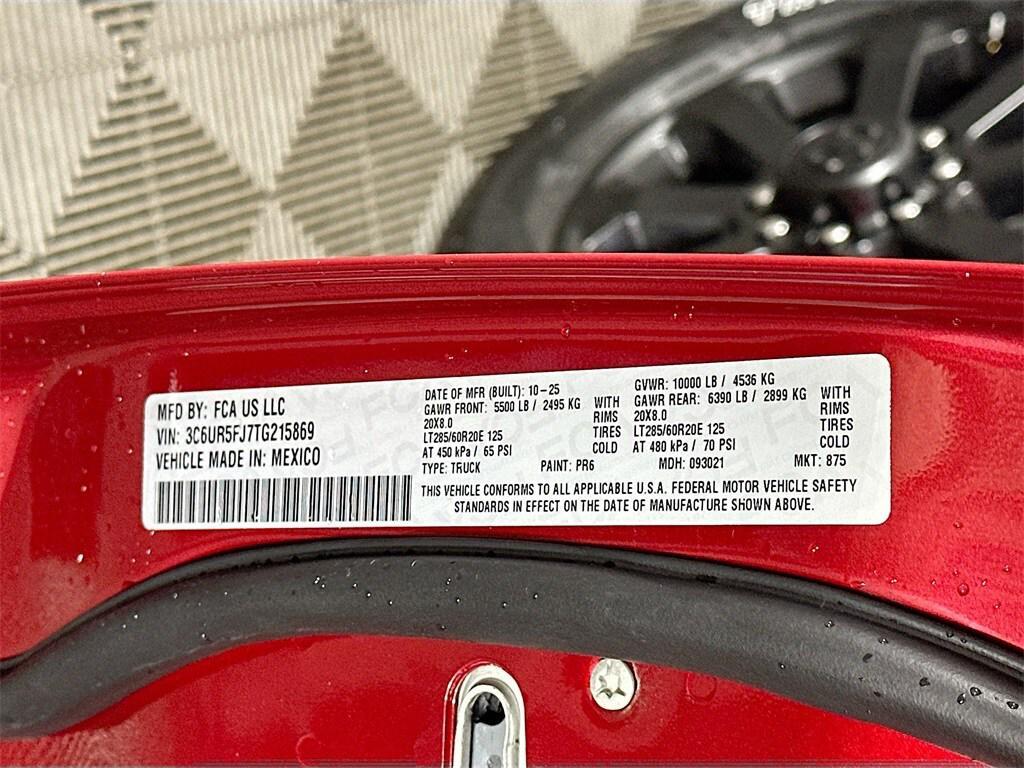 MFD BY: FCA US LLC
VIN: 3C6UR5FJ7TG215869
VEHICLE MADE IN: MEXICO
DATE OF MFR (BUILT): 10-25
GAWR FRONT: 5500 LB / 2495 KG WITH
20X8.0 RIMS
LT285/60R20E 125 TIRES
AT 450 kPa / 65 PSI COLD
GVWR: 10000 LB / 4536 KG
GAWR REAR: 6390 LB / 2899 KG WITH
20X8.0 RIMS
LT285/60R20E 125 TIRES
AT 480 kPa / 70 PSI COLD
TYPE: TRUCK PAINT: PR6 MDH: 093021 MKT: 875
THIS VEHICLE CONFORMS TO ALL APPLICABLE U.S.A. FEDERAL MOTOR VEHICLE SAFETY
STANDARDS IN EFFECT ON THE DATE OF MANUFACTURE SHOWN ABOVE.